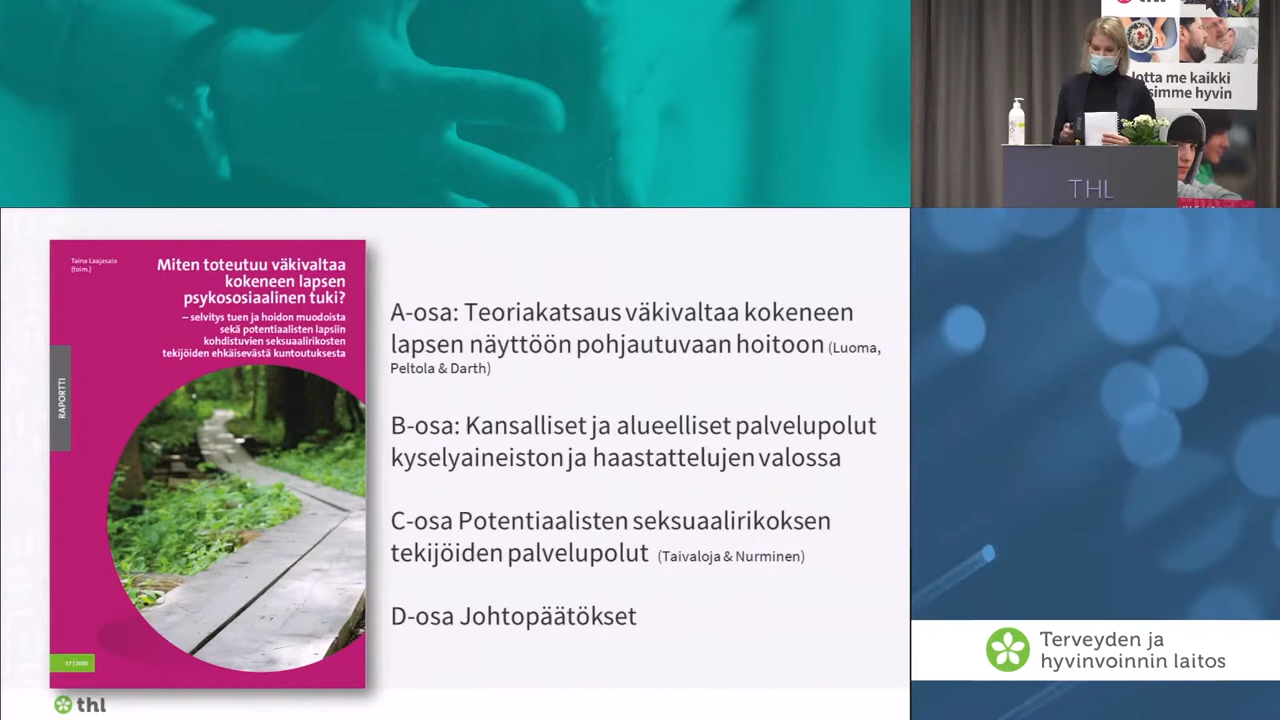 thl
Jotta me kaikki
voisimme hyvin
THL
Taina Laajasalo
(toim.)
Miten toteutuu väkivaltaa
kokeneen lapsen
psykososiaalinen tuki?
– selvitys tuen ja hoidon muodoista
sekä potentiaalisten lapsiin
kohdistuvien seksuaalirikosten
tekijöiden ehkäisevästä kuntoutuksesta
RAPORTTI
17 | 2020
thl
A-osa: Teoriakatsaus väkivaltaa kokeneen
lapsen näyttöön pohjautuvaan hoitoon (Luoma,
Peltola & Darth)
B-osa: Kansalliset ja alueelliset palvelupolut
kyselyaineiston ja haastattelujen valossa
C-osa Potentiaalisten seksuaalirikoksen
tekijöiden palvelupolut (Taivaloja & Nurminen)
D-osa Johtopäätökset
Terveyden ja
hyvinvoinnin laitos